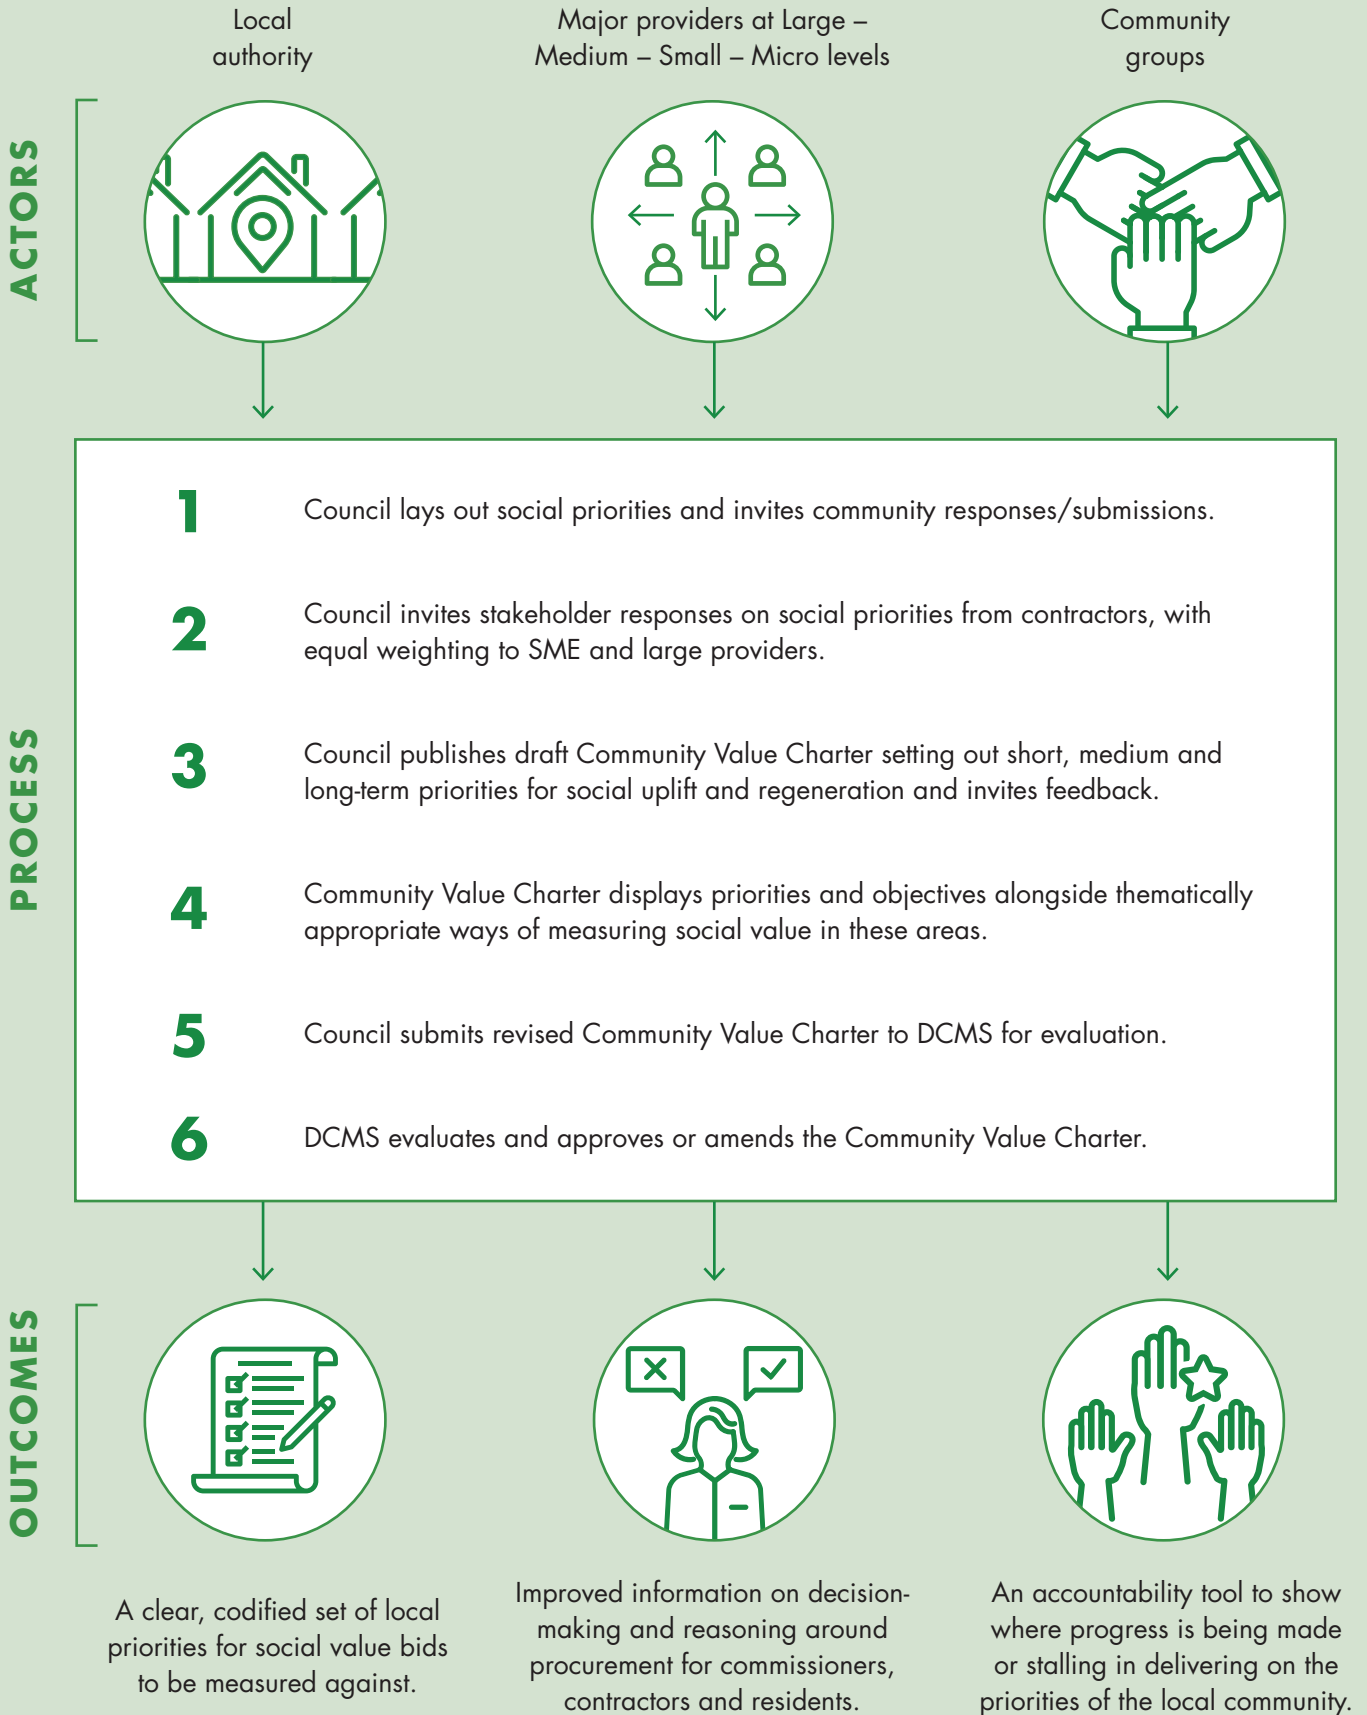 Local
authority
Major providers at Large –
Medium – Small – Micro levels
Community
groups
ACTORS
PROCESS
1
Council lays out social priorities and invites community responses/submissions.
2
Council invites stakeholder responses on social priorities from contractors, with
equal weighting to SME and large providers.
3
Council publishes draft Community Value Charter setting out short, medium and
long-term priorities for social uplift and regeneration and invites feedback.
4
Community Value Charter displays priorities and objectives alongside thematically
appropriate ways of measuring social value in these areas.
5
Council submits revised Community Value Charter to DCMS for evaluation.
6
DCMS evaluates and approves or amends the Community Value Charter.
OUTCOMES
A clear, codified set of local
priorities for social value bids
to be measured against.
Improved information on decision-
making and reasoning around
procurement for commissioners,
contractors and residents.
An accountability tool to show
where progress is being made
or stalling in delivering on the
priorities of the local community.